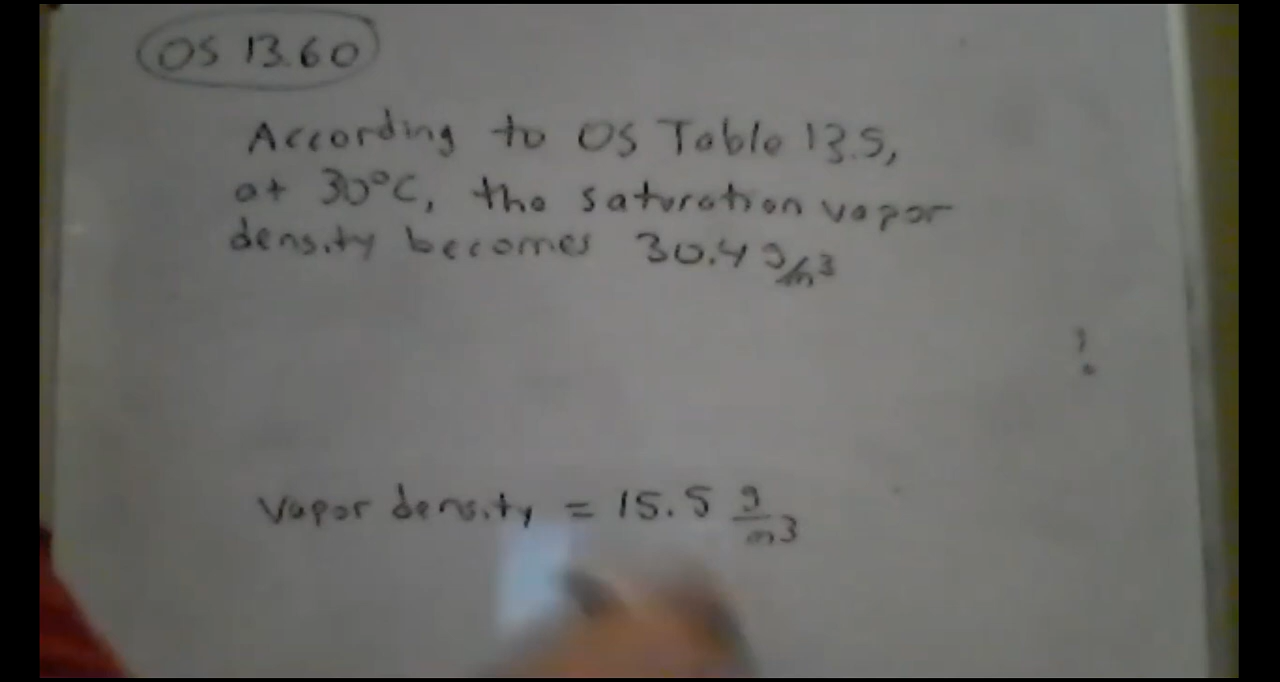 OS 13.60
According to OS Table 13.5,
at 30°C, the saturation vapor
density becomes 30.4 g/m³
?
vapor density = 15.5 g/m³